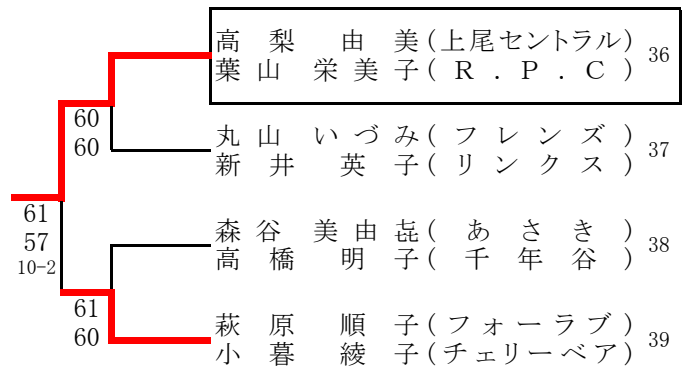 高梨 由美(上尾セントラル) 36
葉山 栄美子(R.P.C)
60
60
丸山 いづみ(フレンズ) 37
新井 英子(リンクス)
61
57
10-2
森谷 美由㐂(あさき) 38
高橋 明子(千年谷)
61
60
萩原 順子(フォーラブ) 39
小暮 綾子(チェリーベア)